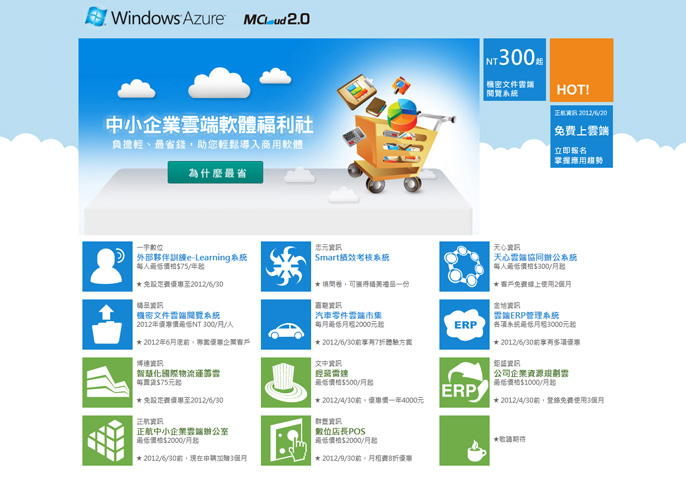 Windows Azure
MCloud 2.0
中小企業雲端軟體福利社
負擔輕、最省錢，助您輕鬆導入商用軟體
為什麼最省
NT300起
機密文件雲端
閱覽系統
HOT!
正航資訊 2012/6/20
免費上雲端
立即報名
掌握應用趨勢
一宇數位
外部夥伴訓練e-Learning系統
每人最低價格$75/年起
★ 免設定費優惠至2012/6/30
志元資訊
Smart績效考核系統
★ 填問卷，可獲得精美禮品一份
天心資訊
天心雲端協同辦公系統
每人最低價格$300/月起
★ 客戶免費線上使用2個月
精品資訊
機密文件雲端閱覽系統
2012年優惠價最低NT 300/月/人
★ 2012年6月底前，專案優惠企業客戶
嘉聰資訊
汽車零件雲端市集
每月最低月租2000元起
★ 2012/6/30前享有7折體驗方案
ERP
金旭資訊
雲端ERP管理系統
各項系統最低月租3000元起
★ 2012/6/30前享有多項優惠
博連資訊
智慧化國際物流運籌雲
每票貨$75元起
★ 免設定費優惠至2012/6/30
文中資訊
經營雷達
最低價格$500/月起
★ 2012/4/30前，優惠價一年4000元
ERP
鉅盛資訊
公司企業資源規劃雲
最低價格$1000/月起
★ 2012/4/30前，登錄免費使用3個月
正航資訊
正航中小企業雲端辦公室
最低價格$2000/月起
★ 2012/6/30前，現在申購加贈3個月
群豐資訊
數位店長POS
最低價格$2000/月起
★ 2012/9/30前，月租費8折優惠
★敬請期待